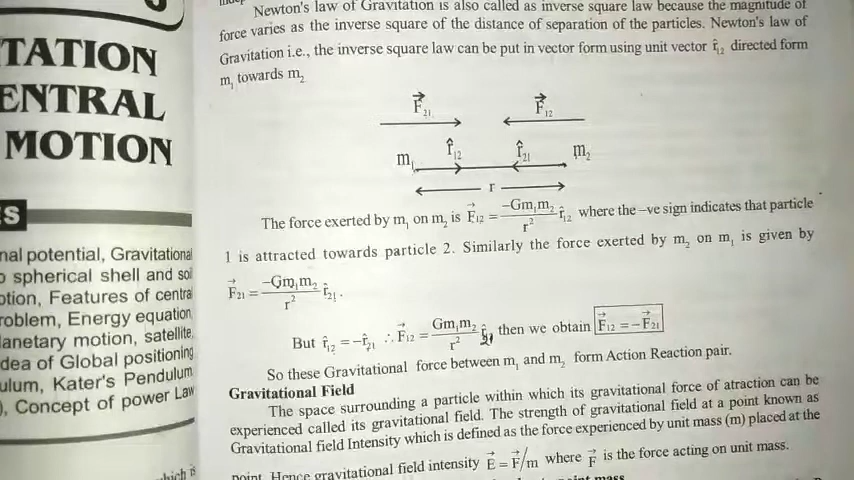 TATION
ENTRAL
MOTION
S
nal potential, Gravitational
o spherical shell and soi
otion, Features of central
roblem, Energy equation
lanetary motion, satellite,
dea of Global positioning
ulum, Kater's Pendulum
), Concept of power Law
which is
Newton's law of Gravitation is also called as inverse square law because the magnitude of
force varies as the inverse square of the distance of separation of the particles. Newton's law of
Gravitation i.e., the inverse square law can be put in vector form using unit vector r̂₁₂ directed form
m₁ towards m₂
F⃗₂₁ F⃗₁₂
m₁ r̂₁₂ r̂₂₁ m₂
r
The force exerted by m₁ on m₂ is F⃗₁₂ = −Gm₁m₂/r² r̂₁₂ where the –ve sign indicates that particle
1 is attracted towards particle 2. Similarly the force exerted by m₂ on m₁ is given by
F⃗₂₁ = −Gm₁m₂/r² r̂₂₁.
But r̂₁₂ = −r̂₂₁ ∴ F⃗₁₂ = Gm₁m₂/r² r̂₂₁ then we obtain F⃗₁₂ = −F⃗₂₁
So these Gravitational force between m₁ and m₂ form Action Reaction pair.
Gravitational Field
The space surrounding a particle within which its gravitational force of atraction can be
experienced called its gravitational field. The strength of gravitational field at a point known as
Gravitational field Intensity which is defined as the force experienced by unit mass (m) placed at the
point. Hence gravitational field intensity E⃗ = F⃗/m where F⃗ is the force acting on unit mass.
point mass